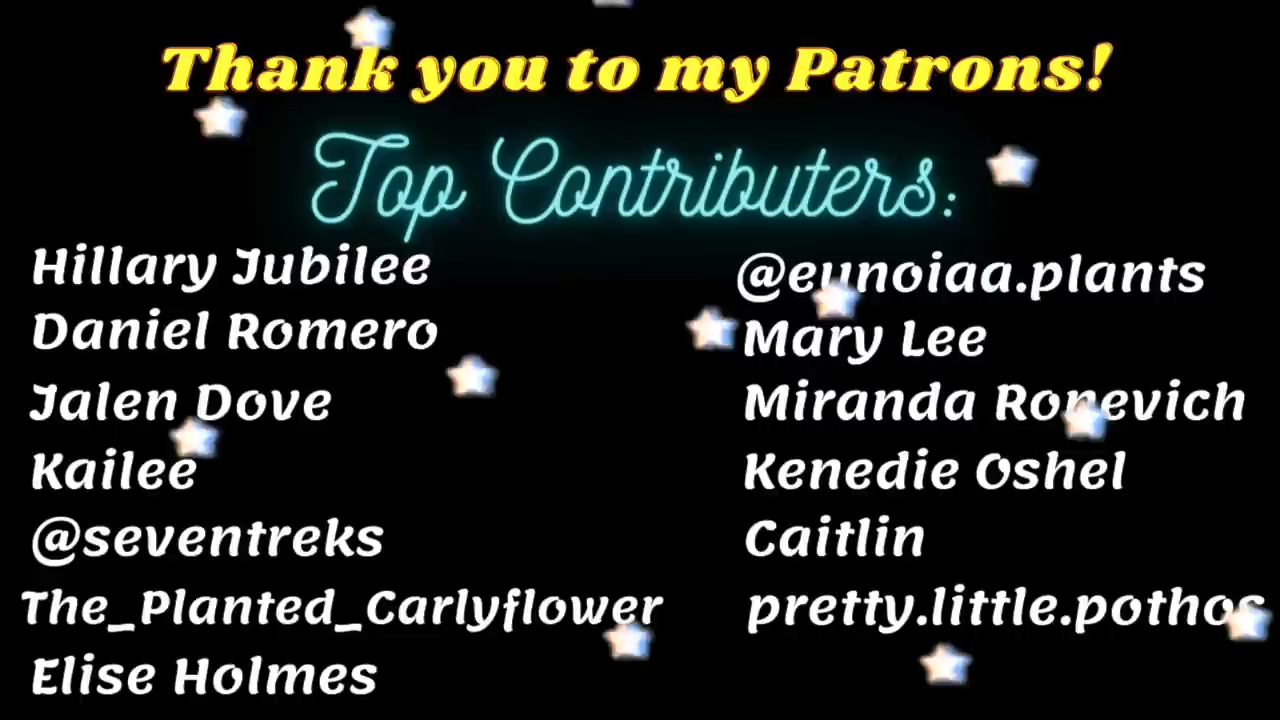 Thank you to my Patrons!
Top Contributers:
Hillary Jubilee
Daniel Romero
Jalen Dove
Kailee
@seventreks
The_Planted_Carlyflower
Elise Holmes
@eunoiaa.plants
Mary Lee
Miranda Ronevich
Kenedie Oshel
Caitlin
pretty.little.pothos